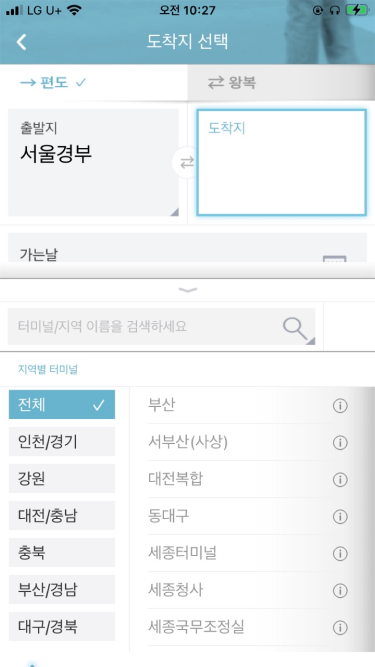 LG U+ 오전 10:27
도착지 선택
편도 왕복
출발지 도착지
서울경부
가는날
터미널/지역 이름을 검색하세요
지역별 터미널
전체 부산
인천/경기 서부산(사상)
강원 대전복합
대전/충남 동대구
충북 세종터미널
부산/경남 세종청사
대구/경북 세종국무조정실